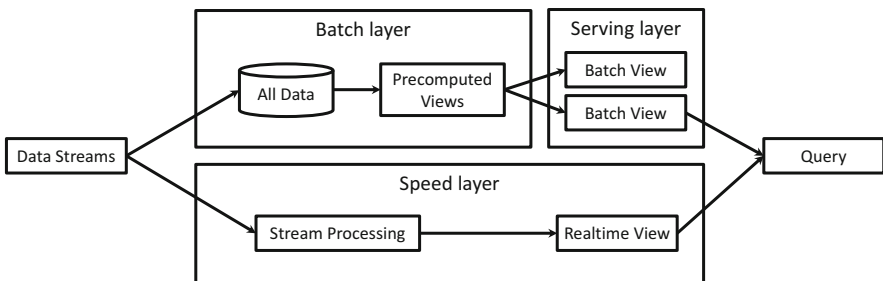 Batch layer
Serving layer
All Data
Precomputed
Views
Batch View
Batch View
Data Streams
Query
Speed layer
Stream Processing
Realtime View